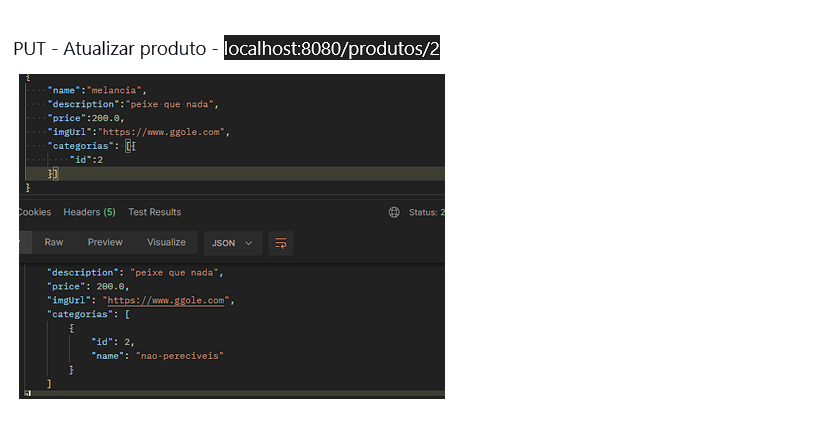 PUT - Atualizar produto - localhost:8080/produtos/2
{
"name":"melancia",
"description":"peixe que nada",
"price":200.0,
"imgUrl":"https://www.ggole.com",
"categorias": [{
"id":2
}]
}
Cookies Headers (5) Test Results Status: 2
Raw Preview Visualize JSON
"description": "peixe que nada",
"price": 200.0,
"imgUrl": "https://www.ggole.com",
"categorias": [
{
"id": 2,
"name": "nao-pereciveis"
}
]